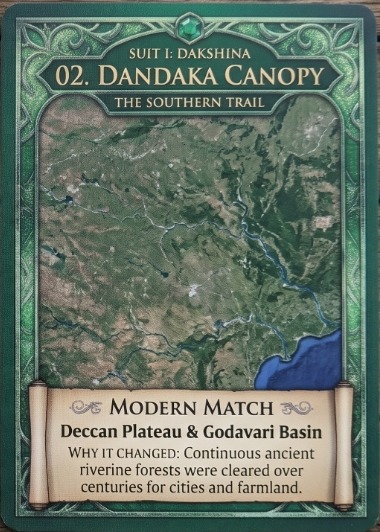 SUIT I: DAKSHINA
02. DANDAKA CANOPY
THE SOUTHERN TRAIL
MODERN MATCH
Deccan Plateau & Godavari Basin
WHY IT CHANGED: Continuous ancient
riverine forests were cleared over
centuries for cities and farmland.